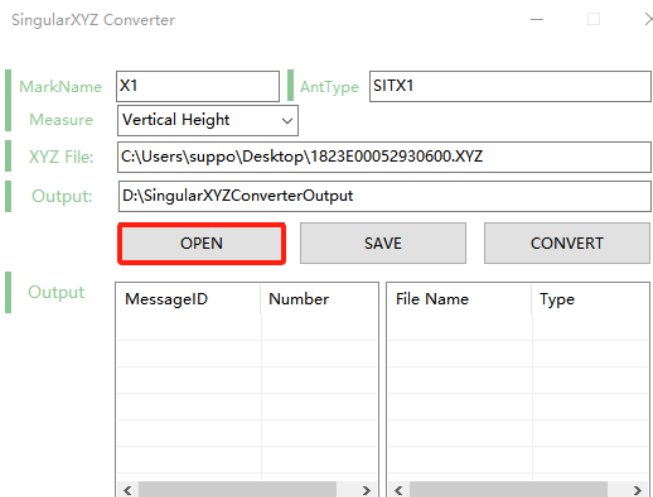 SingularXYZ Converter
MarkName X1 AntType SITX1
Measure Vertical Height
XYZ File: C:\Users\suppo\Desktop\1823E00052930600.XYZ
Output: D:\SingularXYZConverterOutput
OPEN SAVE CONVERT
Output MessageID Number File Name Type